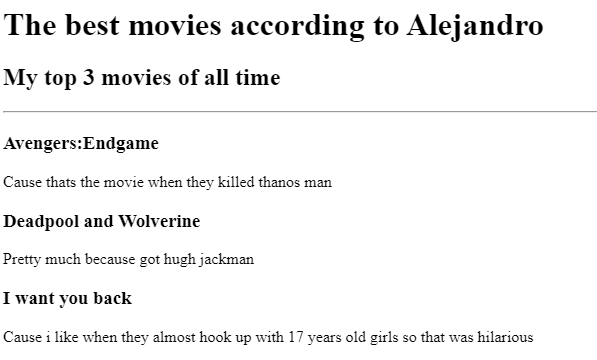 The best movies according to Alejandro
My top 3 movies of all time
Avengers:Endgame
Cause thats the movie when they killed thanos man
Deadpool and Wolverine
Pretty much because got hugh jackman
I want you back
Cause i like when they almost hook up with 17 years old girls so that was hilarious